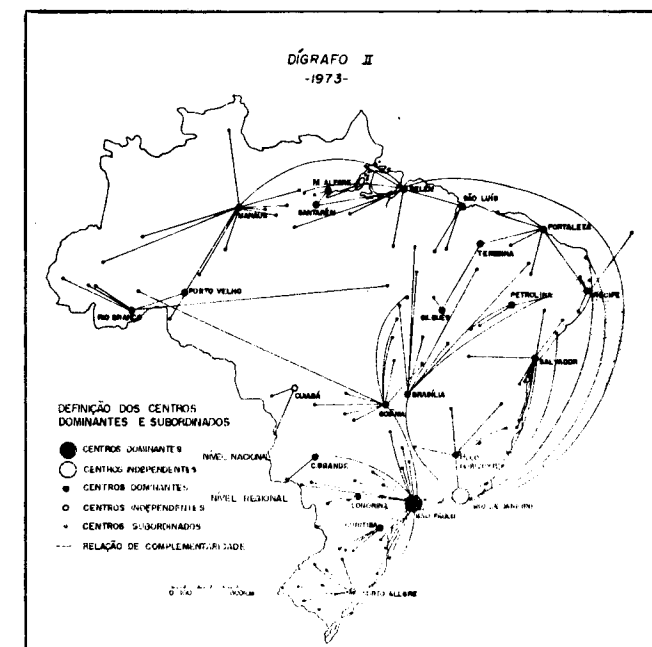 DÍGRAFO II
-1973-
M. ALEGRE
BELÉM
SANTARÉM
MANAUS
SÃO LUÍS
FORTALEZA
TERESINA
PORTO VELHO
PETROLINA
RECIFE
RIO BRANCO
SALVADOR
CUIABÁ
BRASÍLIA
GOIÂNIA
DEFINIÇÃO DOS CENTROS
DOMINANTES E SUBORDINADOS
CENTROS DOMINANTES
NÍVEL NACIONAL
CENTROS INDEPENDENTES
C. GRANDE
CENTROS DOMINANTES
NÍVEL REGIONAL
CENTROS INDEPENDENTES
LONDRINA
SÃO PAULO
RIO DE JANEIRO
CENTROS SUBORDINADOS
CURITIBA
RELAÇÃO DE COMPLEMENTARIDADE
PORTO ALEGRE